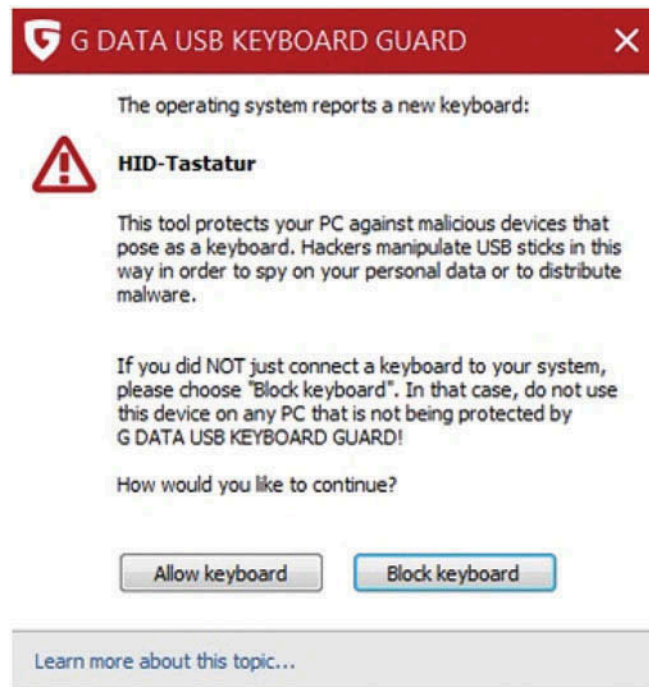 G DATA USB KEYBOARD GUARD
The operating system reports a new keyboard:
HID-Tastatur
This tool protects your PC against malicious devices that
pose as a keyboard. Hackers manipulate USB sticks in this
way in order to spy on your personal data or to distribute
malware.
If you did NOT just connect a keyboard to your system,
please choose "Block keyboard". In that case, do not use
this device on any PC that is not being protected by
G DATA USB KEYBOARD GUARD!
How would you like to continue?
Allow keyboard Block keyboard
Learn more about this topic...